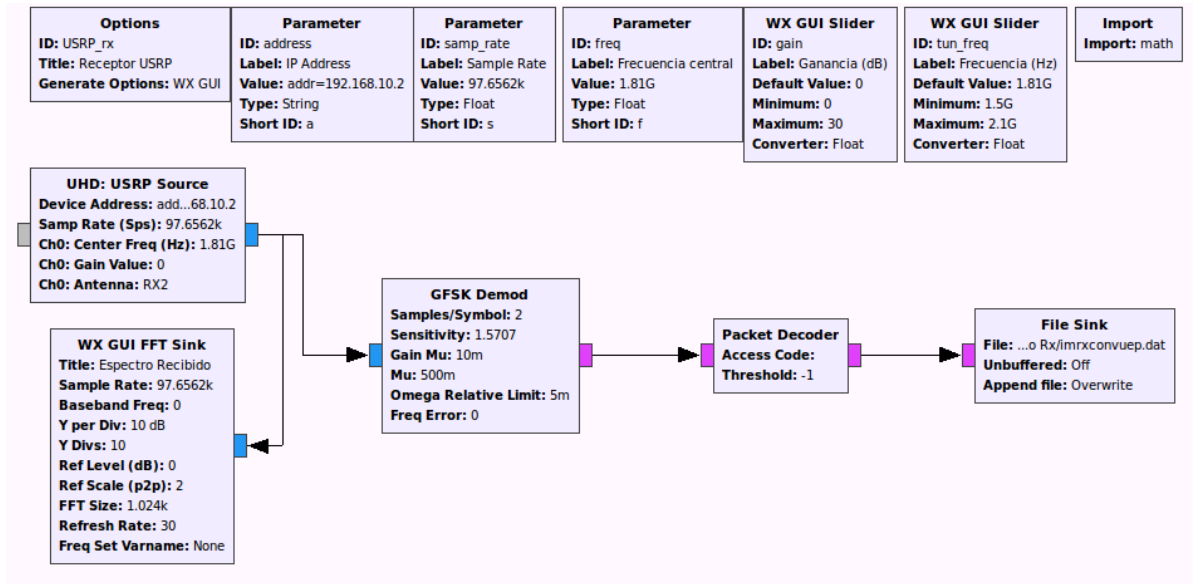 Options
ID: USRP_rx
Title: Receptor USRP
Generate Options: WX GUI
Parameter
ID: address
Label: IP Address
Value: addr=192.168.10.2
Type: String
Short ID: a
Parameter
ID: samp_rate
Label: Sample Rate
Value: 97.6562k
Type: Float
Short ID: s
Parameter
ID: freq
Label: Frecuencia central
Value: 1.81G
Type: Float
Short ID: f
WX GUI Slider
ID: gain
Label: Ganancia (dB)
Default Value: 0
Minimum: 0
Maximum: 30
Converter: Float
WX GUI Slider
ID: tun_freq
Label: Frecuencia (Hz)
Default Value: 1.81G
Minimum: 1.5G
Maximum: 2.1G
Converter: Float
Import
Import: math
UHD: USRP Source
Device Address: add...68.10.2
Samp Rate (Sps): 97.6562k
Ch0: Center Freq (Hz): 1.81G
Ch0: Gain Value: 0
Ch0: Antenna: RX2
WX GUI FFT Sink
Title: Espectro Recibido
Sample Rate: 97.6562k
Baseband Freq: 0
Y per Div: 10 dB
Y Divs: 10
Ref Level (dB): 0
Ref Scale (p2p): 2
FFT Size: 1.024k
Refresh Rate: 30
Freq Set Varname: None
GFSK Demod
Samples/Symbol: 2
Sensitivity: 1.5707
Gain Mu: 10m
Mu: 500m
Omega Relative Limit: 5m
Freq Error: 0
Packet Decoder
Access Code:
Threshold: -1
File Sink
File: ...o Rx/imrxconvuep.dat
Unbuffered: Off
Append file: Overwrite